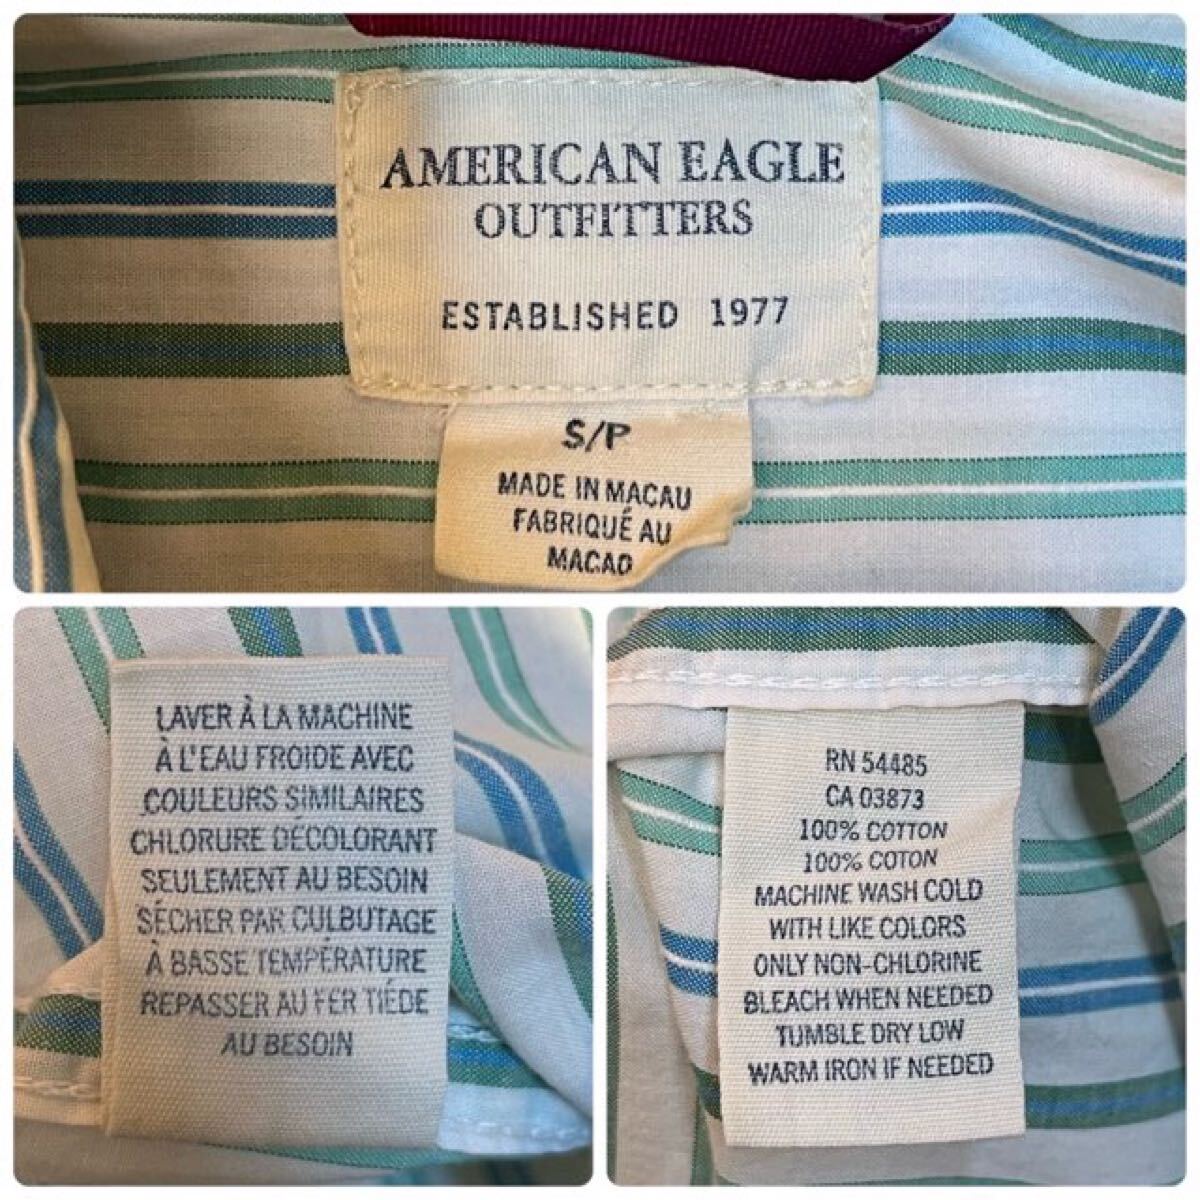 AMERICAN EAGLE
OUTFITTERS
ESTABLISHED 1977
S/P
MADE IN MACAU
FABRIQUÉ AU
MACAO
LAVER À LA MACHINE
À L'EAU FROIDE AVEC
COULEURS SIMILAIRES
CHLORURE DÉCOLORANT
SEULEMENT AU BESOIN
SÉCHER PAR CULBUTAGE
À BASSE TEMPÉRATURE
REPASSER AU FER TIÉDE
AU BESOIN
RN 54485
CA 03873
100% COTTON
100% COTON
MACHINE WASH COLD
WITH LIKE COLORS
ONLY NON-CHLORINE
BLEACH WHEN NEEDED
TUMBLE DRY LOW
WARM IRON IF NEEDED